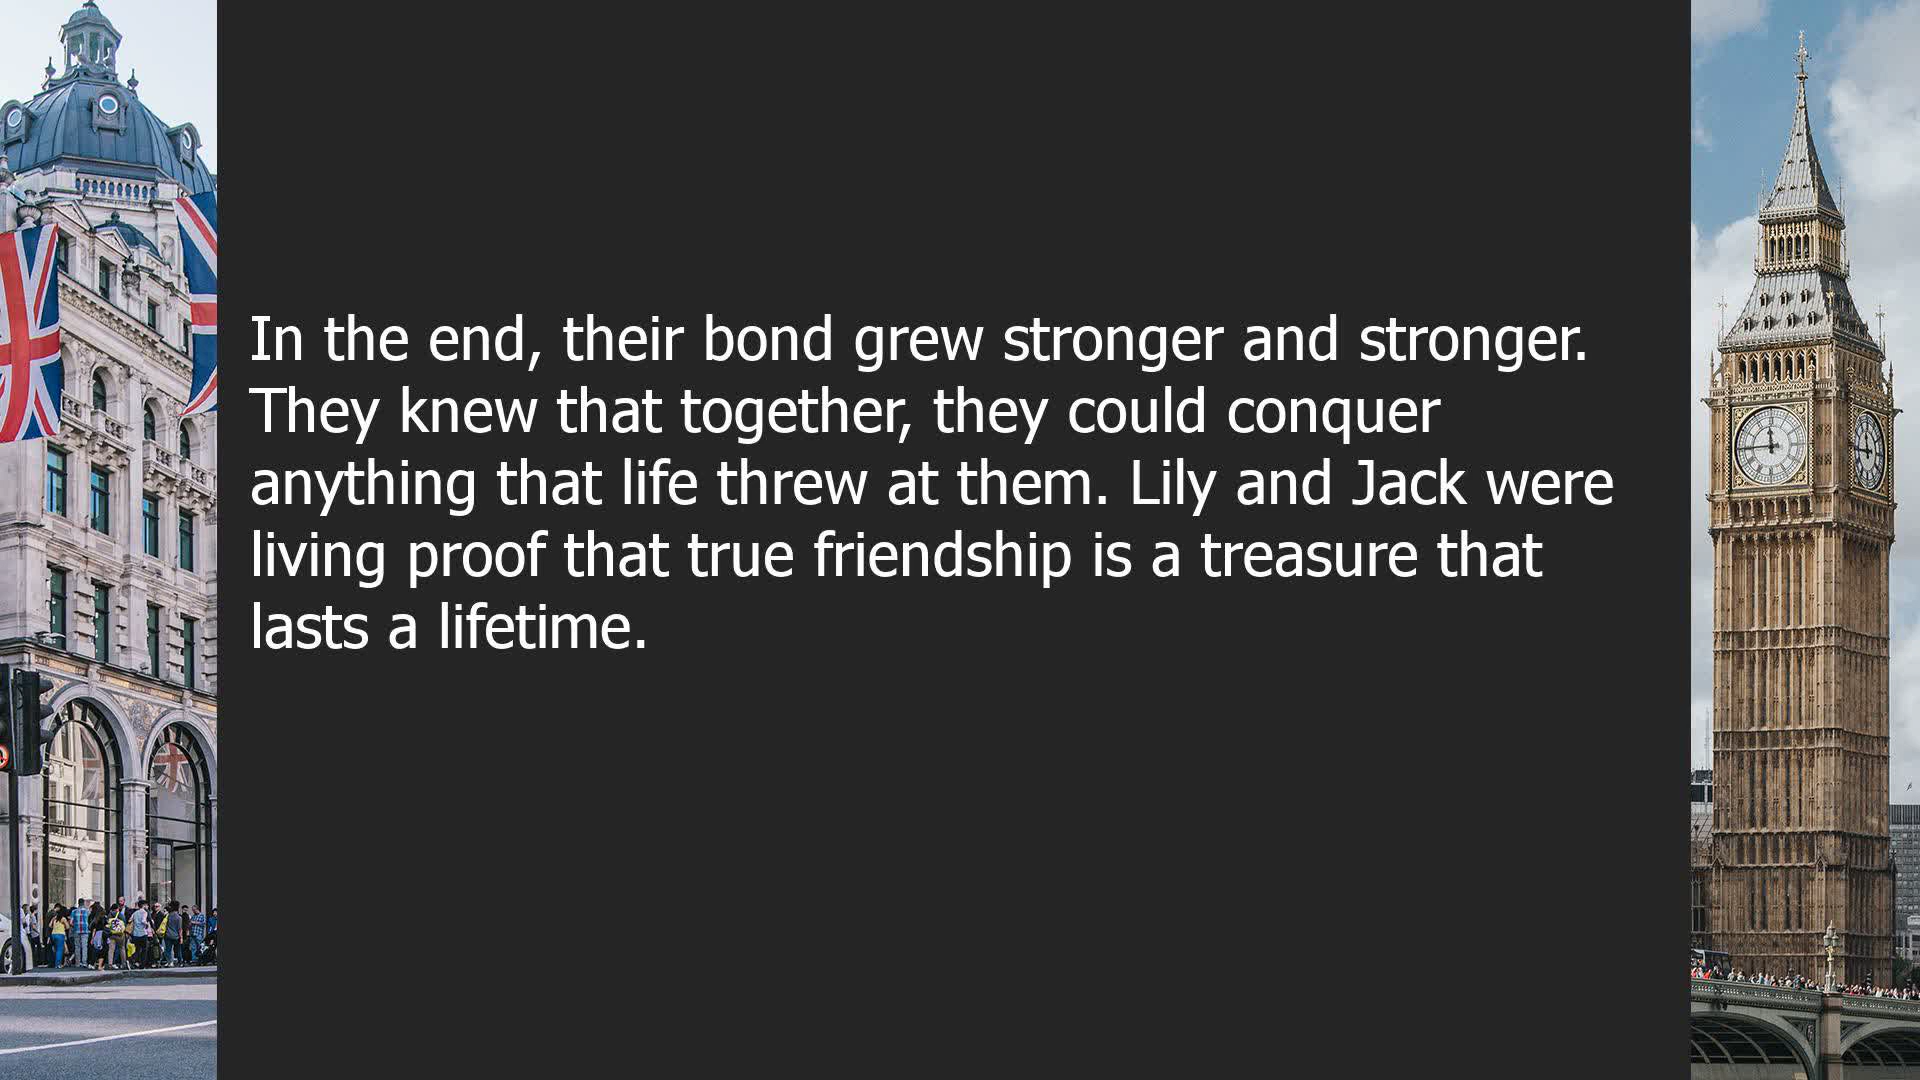 In the end, their bond grew stronger and stronger.
They knew that together, they could conquer
anything that life threw at them. Lily and Jack were
living proof that true friendship is a treasure that
lasts a lifetime.